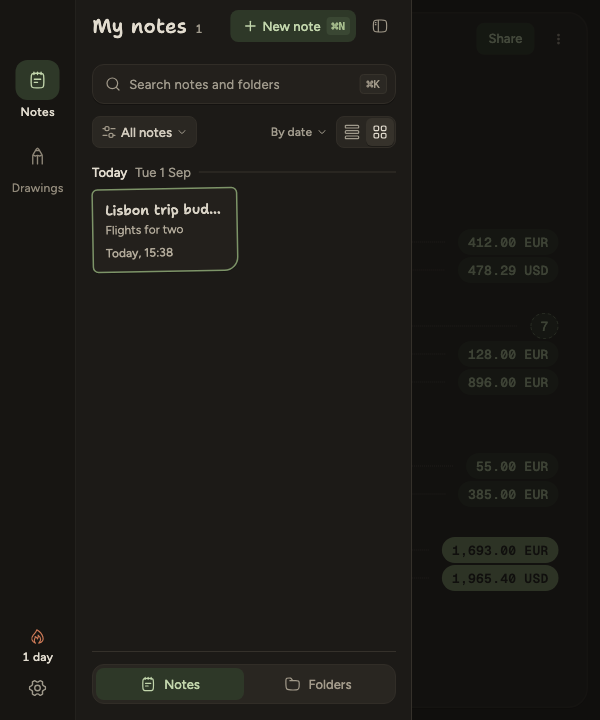 My notes 1
New note ⌘N
Share
Notes
Search notes and folders ⌘K
All notes
By date
Drawings
Today Tue 1 Sep
Lisbon trip bud...
Flights for two
Today, 15:38
412.00 EUR
478.29 USD
7
128.00 EUR
896.00 EUR
55.00 EUR
385.00 EUR
1,693.00 EUR
1,965.40 USD
1 day
Notes
Folders